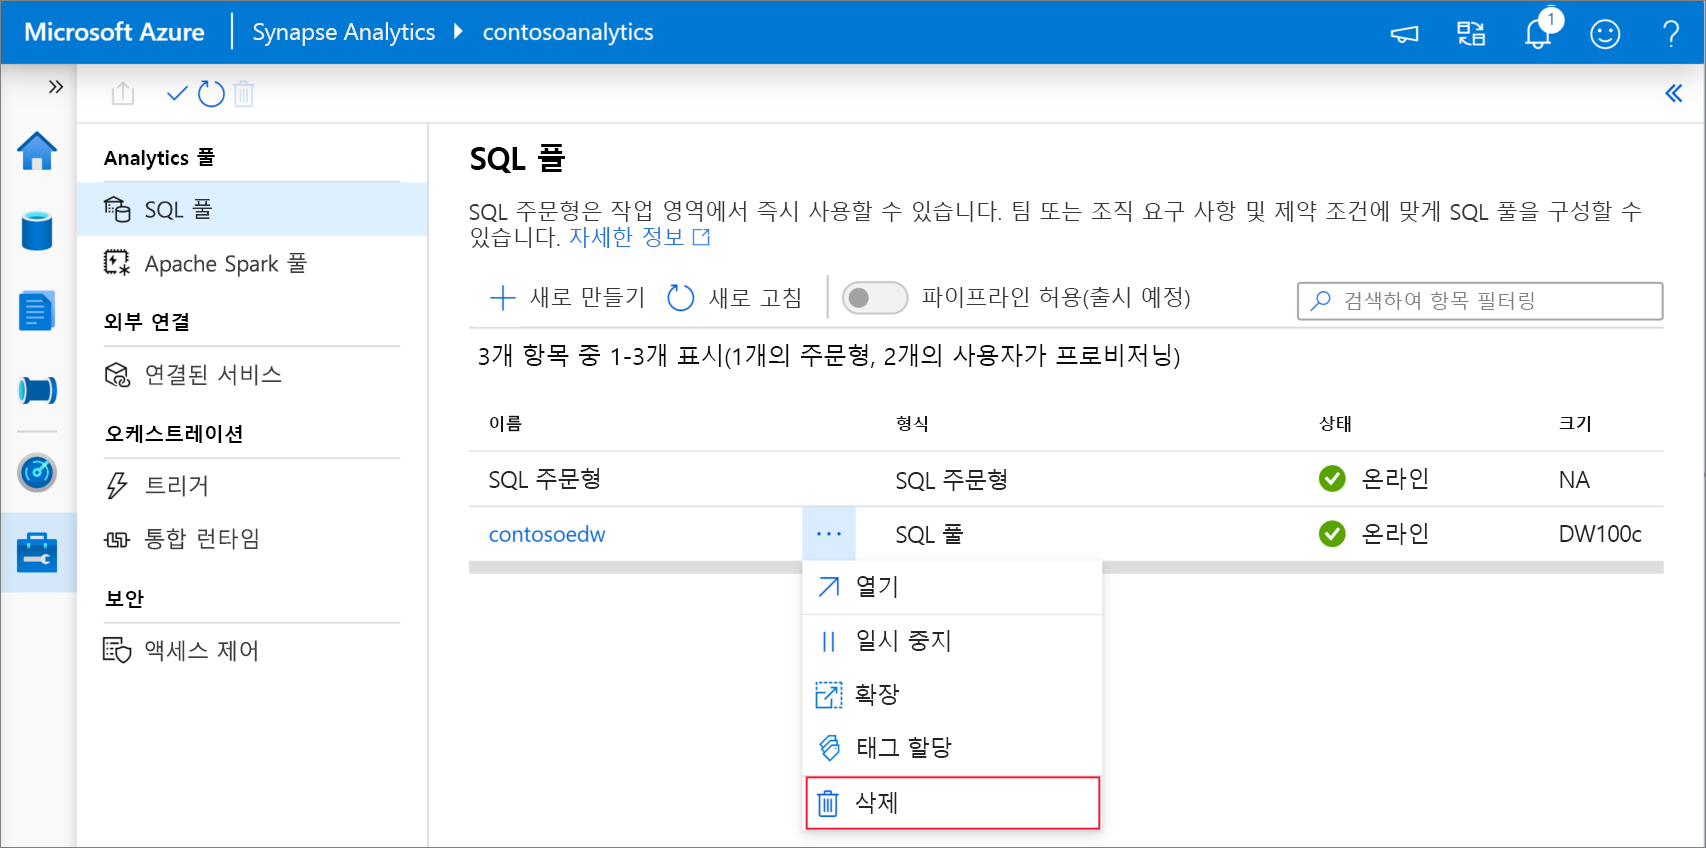 Microsoft Azure
Synapse Analytics
contosoanalytics
1
Analytics 풀
SQL 풀
Apache Spark 풀
외부 연결
연결된 서비스
오케스트레이션
트리거
통합 런타임
보안
액세스 제어
SQL 풀
SQL 주문형은 작업 영역에서 즉시 사용할 수 있습니다. 팀 또는 조직 요구 사항 및 제약 조건에 맞게 SQL 풀을 구성할 수
있습니다. 자세한 정보
새로 만들기 새로 고침 파이프라인 허용(출시 예정) 검색하여 항목 필터링
3개 항목 중 1-3개 표시(1개의 주문형, 2개의 사용자가 프로비저닝)
이름 형식 상태 크기
SQL 주문형 SQL 주문형 온라인 NA
contosoedw ··· SQL 풀 온라인 DW100c
열기
일시 중지
확장
태그 할당
삭제